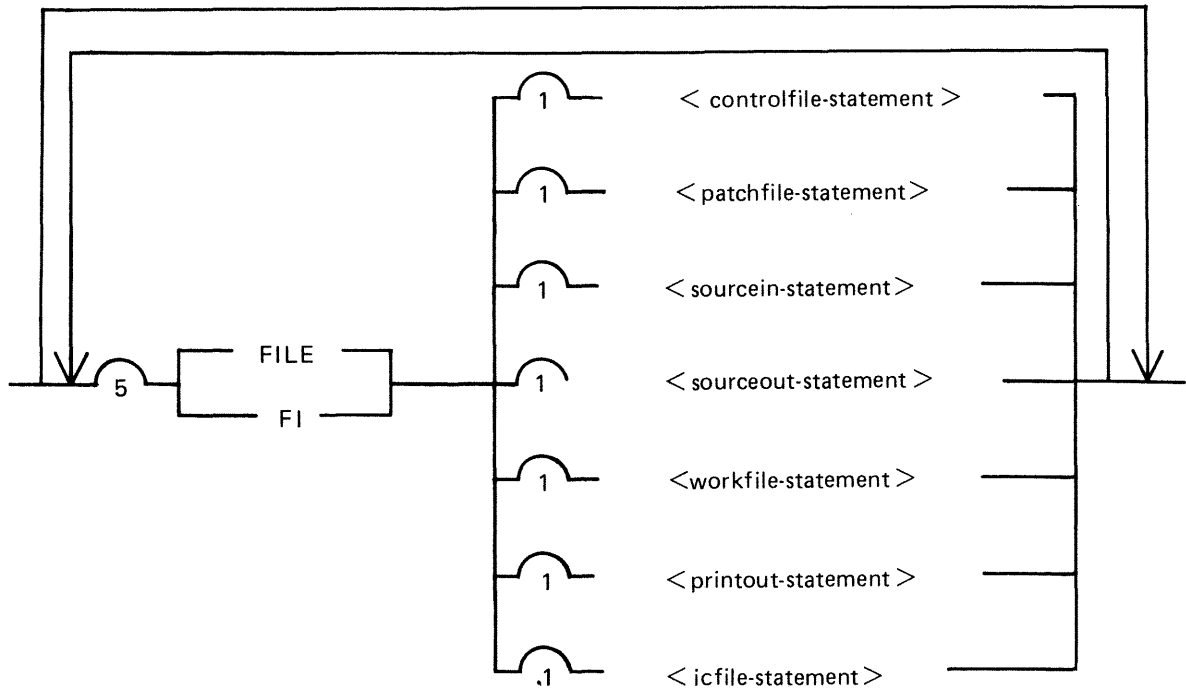 1 < controlfile-statement >
1 < patchfile-statement >
1 < sourcein-statement >
FILE
5
1 < sourceout-statement >
FI
1 <workfile-statement >
1 < printout-statement >
.1 < icfile-statement >